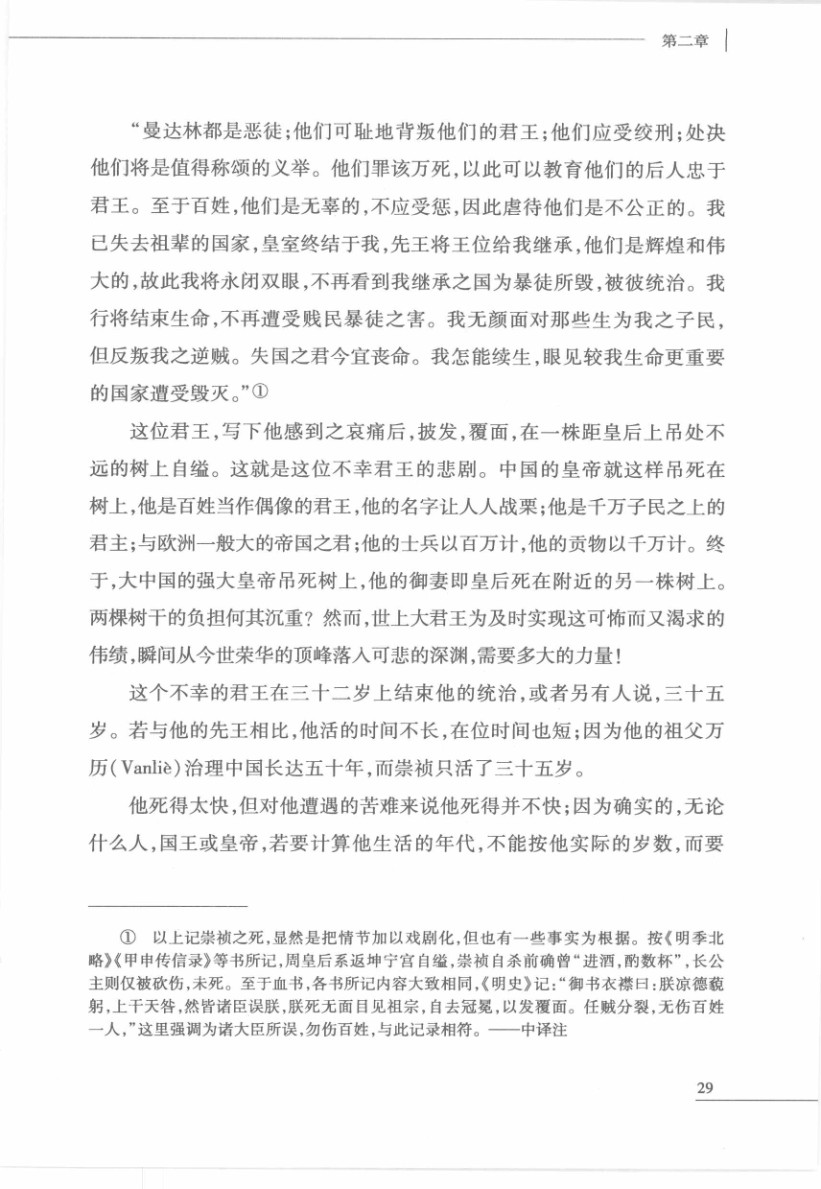 第二章
“曼达林都是恶徒;他们可耻地背叛他们的君王;他们应受绞刑;处决
他们将是值得称颂的义举。他们罪该万死,以此可以教育他们的后人忠于
君王。至于百姓,他们是无辜的,不应受惩,因此虐待他们是不公正的。我
已失去祖辈的国家,皇室终结于我,先王将王位给我继承,他们是辉煌和伟
大的,故此我将永闭双眼,不再看到我继承之国为暴徒所毁,被彼统治。我
行将结束生命,不再遭受贱民暴徒之害。我无颜面对那些生为我之子民,
但反叛我之逆贼。失国之君今宜丧命。我怎能续生,眼见较我生命更重要
的国家遭受毁灭。”①
这位君王,写下他感到之哀痛后,披发,覆面,在一株距皇后上吊处不
远的树上自缢。这就是这位不幸君王的悲剧。中国的皇帝就这样吊死在
树上,他是百姓当作偶像的君王,他的名字让人人战栗;他是千万子民之上的
君主;与欧洲一般大的帝国之君;他的士兵以百万计,他的贡物以千万计。终
于,大中国的强大皇帝吊死树上,他的御妻即皇后死在附近的另一株树上。
两棵树干的负担何其沉重?然而,世上大君王为及时实现这可怖而又渴求的
伟绩,瞬间从今世荣华的顶峰落入可悲的深渊,需要多大的力量!
这个不幸的君王在三十二岁上结束他的统治,或者另有人说,三十五
岁。若与他的先王相比,他活的时间不长,在位时间也短;因为他的祖父万
历(Vanliè)治理中国长达五十年,而崇祯只活了三十五岁。
他死得太快,但对他遭遇的苦难来说他死得并不快;因为确实的,无论
什么人,国王或皇帝,若要计算他生活的年代,不能按他实际的岁数,而要
① 以上记崇祯之死,显然是把情节加以戏剧化,但也有一些事实为根据。按《明季北
略》《甲申传信录》等书所记,周皇后系返坤宁宫自缢,崇祯自杀前确曾“进酒,酌数杯”,长公
主则仅被砍伤,未死。至于血书,各书所记内容大致相同,《明史》记:“御书衣襟曰:朕凉德藐
躬,上干天咎,然皆诸臣误朕,朕死无面目见祖宗,自去冠冕,以发覆面。任贼分裂,无伤百姓
一人,”这里强调为诸大臣所误,勿伤百姓,与此记录相符。——中译注
29